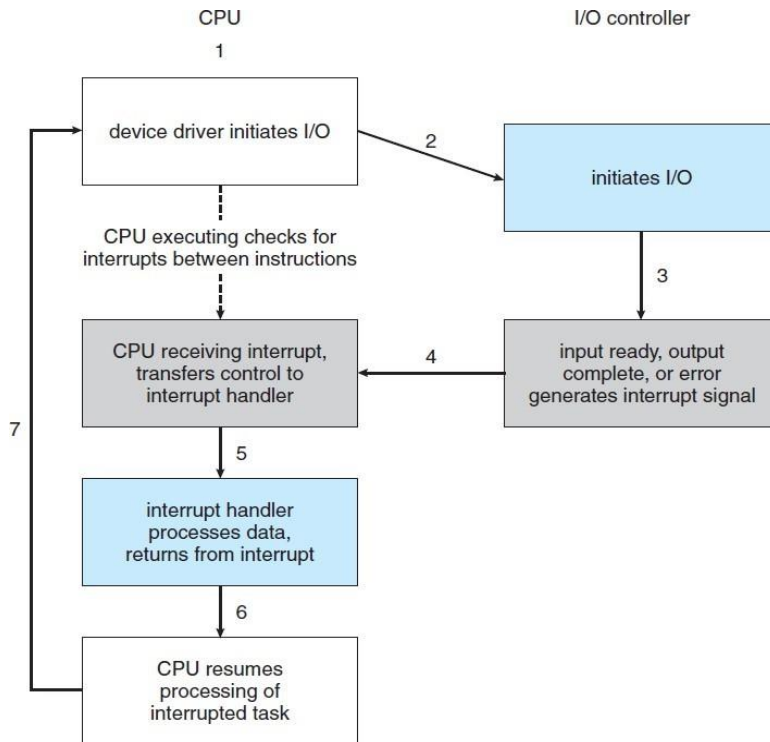 CPU
I/O controller
1
device driver initiates I/O
2
initiates I/O
CPU executing checks for
interrupts between instructions
3
CPU receiving interrupt,
transfers control to
interrupt handler
4
input ready, output
complete, or error
generates interrupt signal
7
5
interrupt handler
processes data,
returns from interrupt
6
CPU resumes
processing of
interrupted task